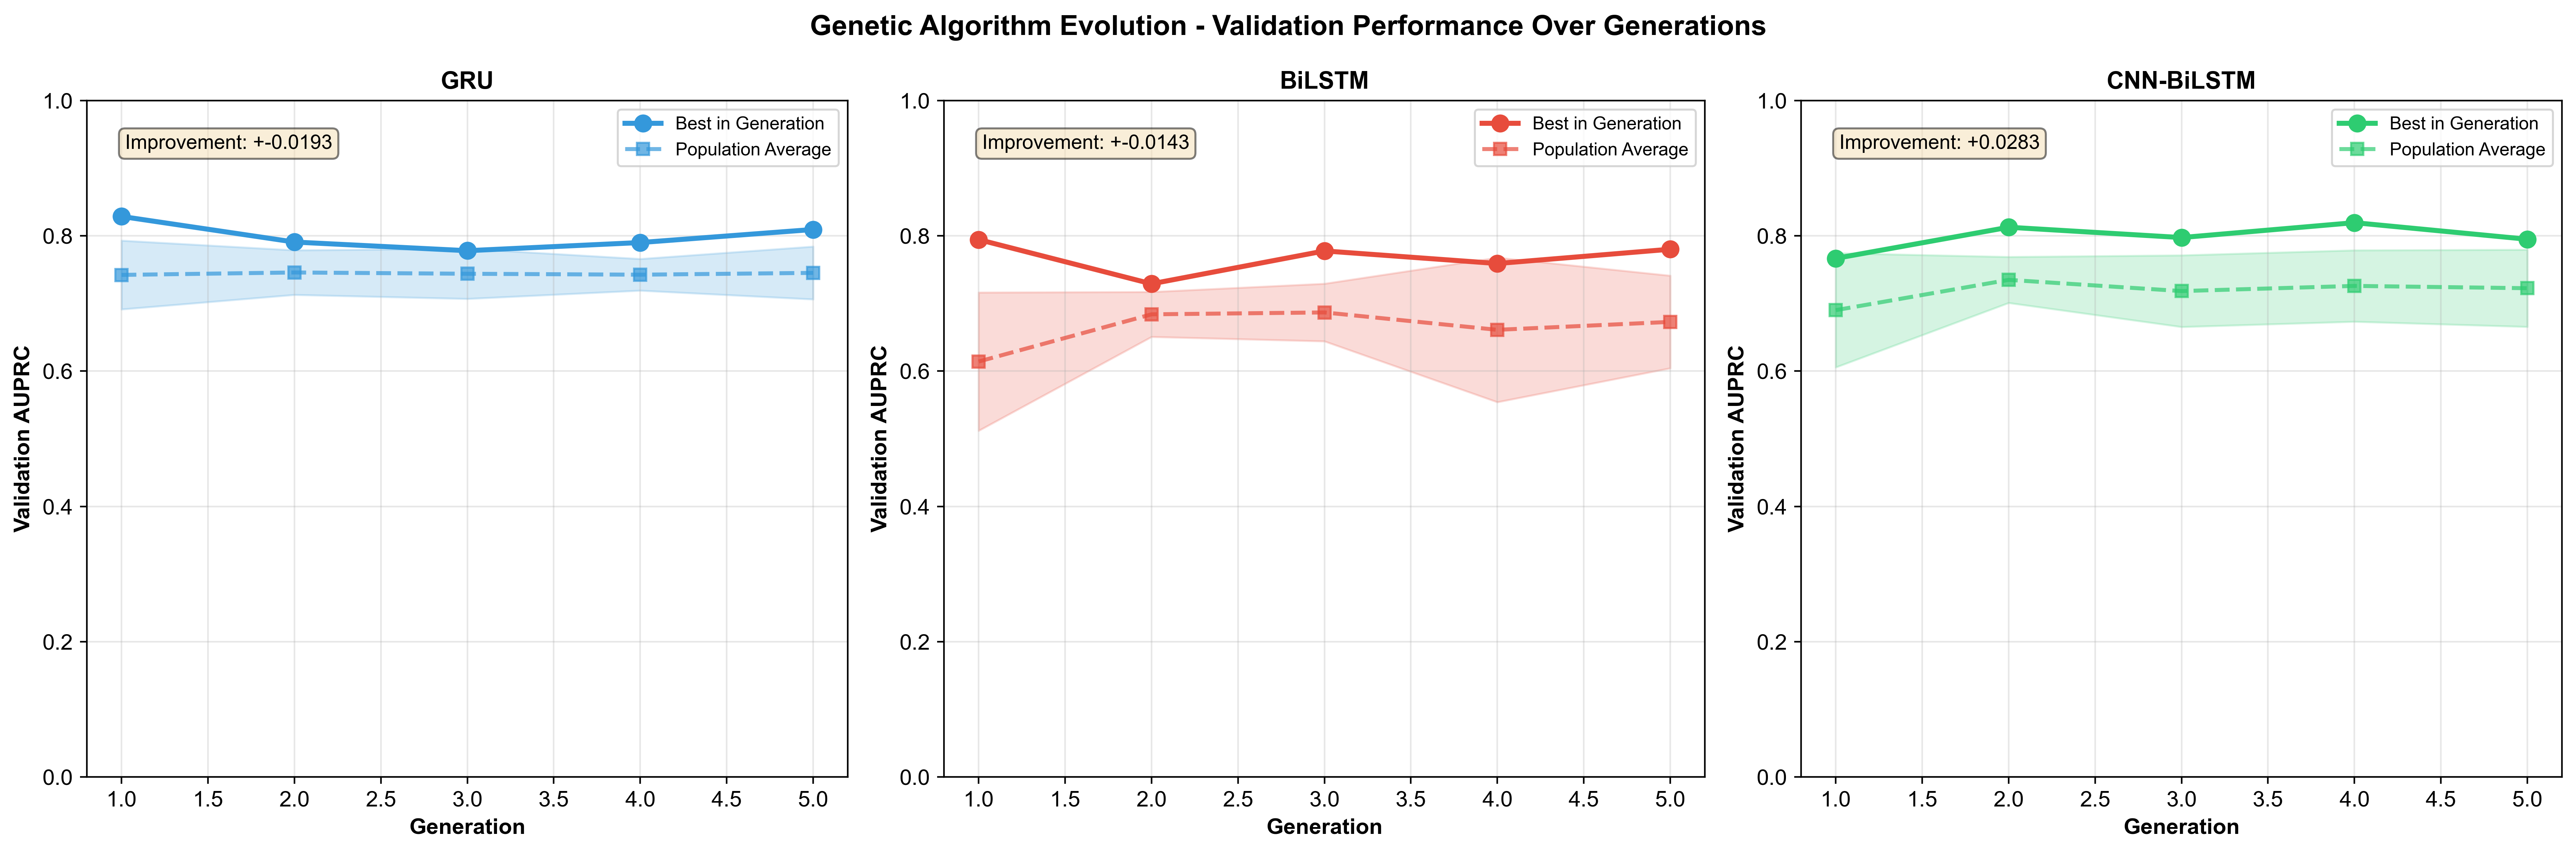 Genetic Algorithm Evolution - Validation Performance Over Generations
GRU
Improvement: +-0.0193
Best in Generation
Population Average
Validation AUPRC
1.0
0.8
0.6
0.4
0.2
0.0
1.0 1.5 2.0 2.5 3.0 3.5 4.0 4.5 5.0
Generation
BiLSTM
Improvement: +-0.0143
Best in Generation
Population Average
Validation AUPRC
1.0
0.8
0.6
0.4
0.2
0.0
1.0 1.5 2.0 2.5 3.0 3.5 4.0 4.5 5.0
Generation
CNN-BiLSTM
Improvement: +0.0283
Best in Generation
Population Average
Validation AUPRC
1.0
0.8
0.6
0.4
0.2
0.0
1.0 1.5 2.0 2.5 3.0 3.5 4.0 4.5 5.0
Generation